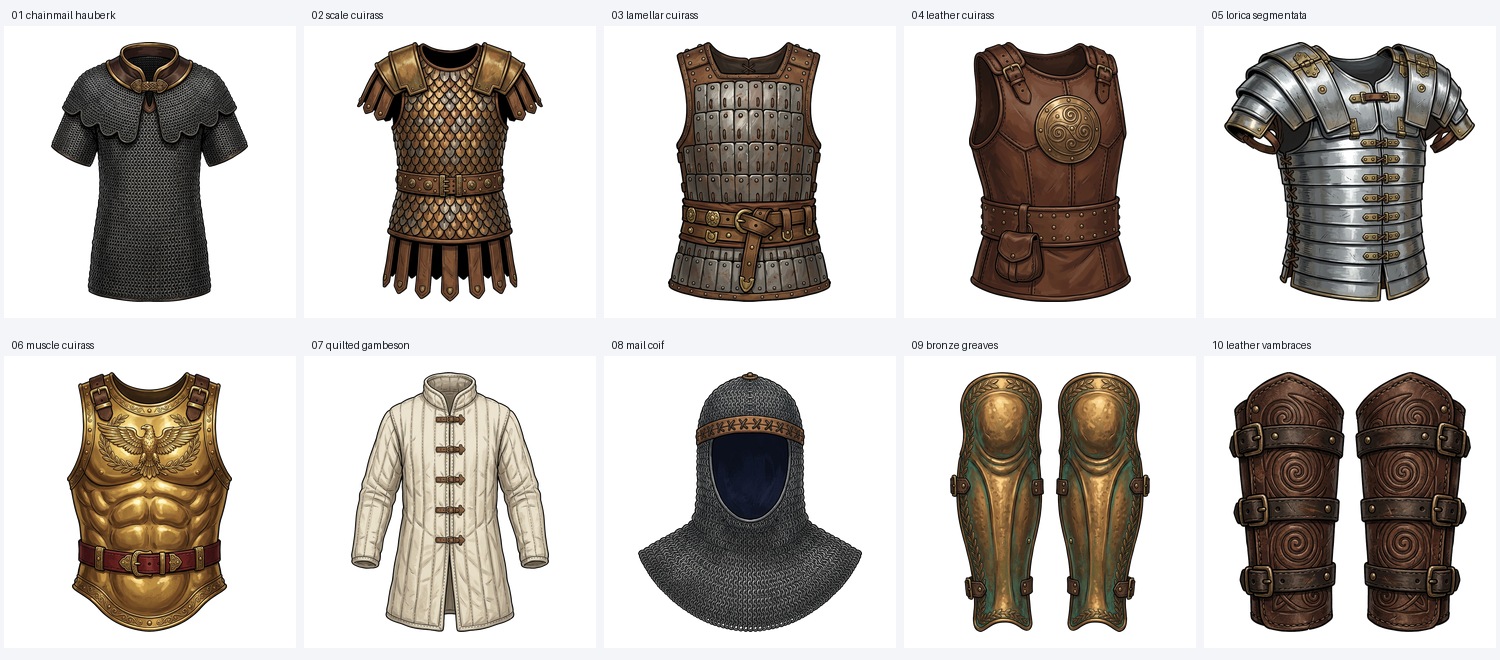 01 chainmail hauberk
02 scale cuirass
03 lamellar cuirass
04 leather cuirass
05 lorica segmentata
06 muscle cuirass
07 quilted gambeson
08 mail coif
09 bronze greaves
10 leather vambraces